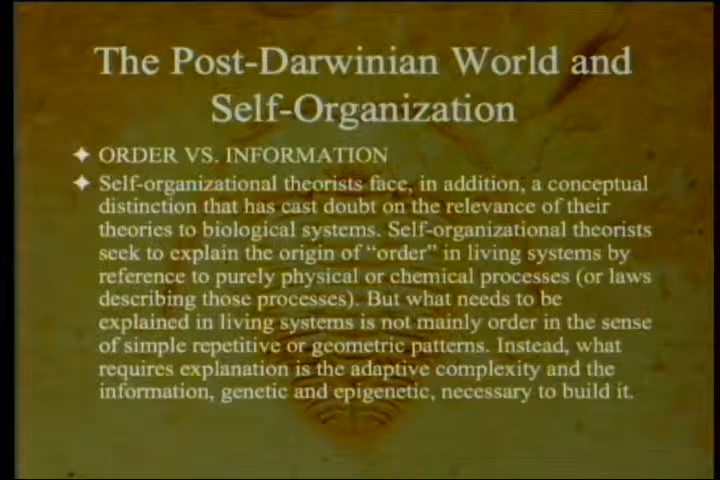 The Post-Darwinian World and
Self-Organization
ORDER VS. INFORMATION
Self-organizational theorists face, in addition, a conceptual
distinction that has cast doubt on the relevance of their
theories to biological systems. Self-organizational theorists
seek to explain the origin of “order” in living systems by
reference to purely physical or chemical processes (or laws
describing those processes). But what needs to be
explained in living systems is not mainly order in the sense
of simple repetitive or geometric patterns. Instead, what
requires explanation is the adaptive complexity and the
information, genetic and epigenetic, necessary to build it.